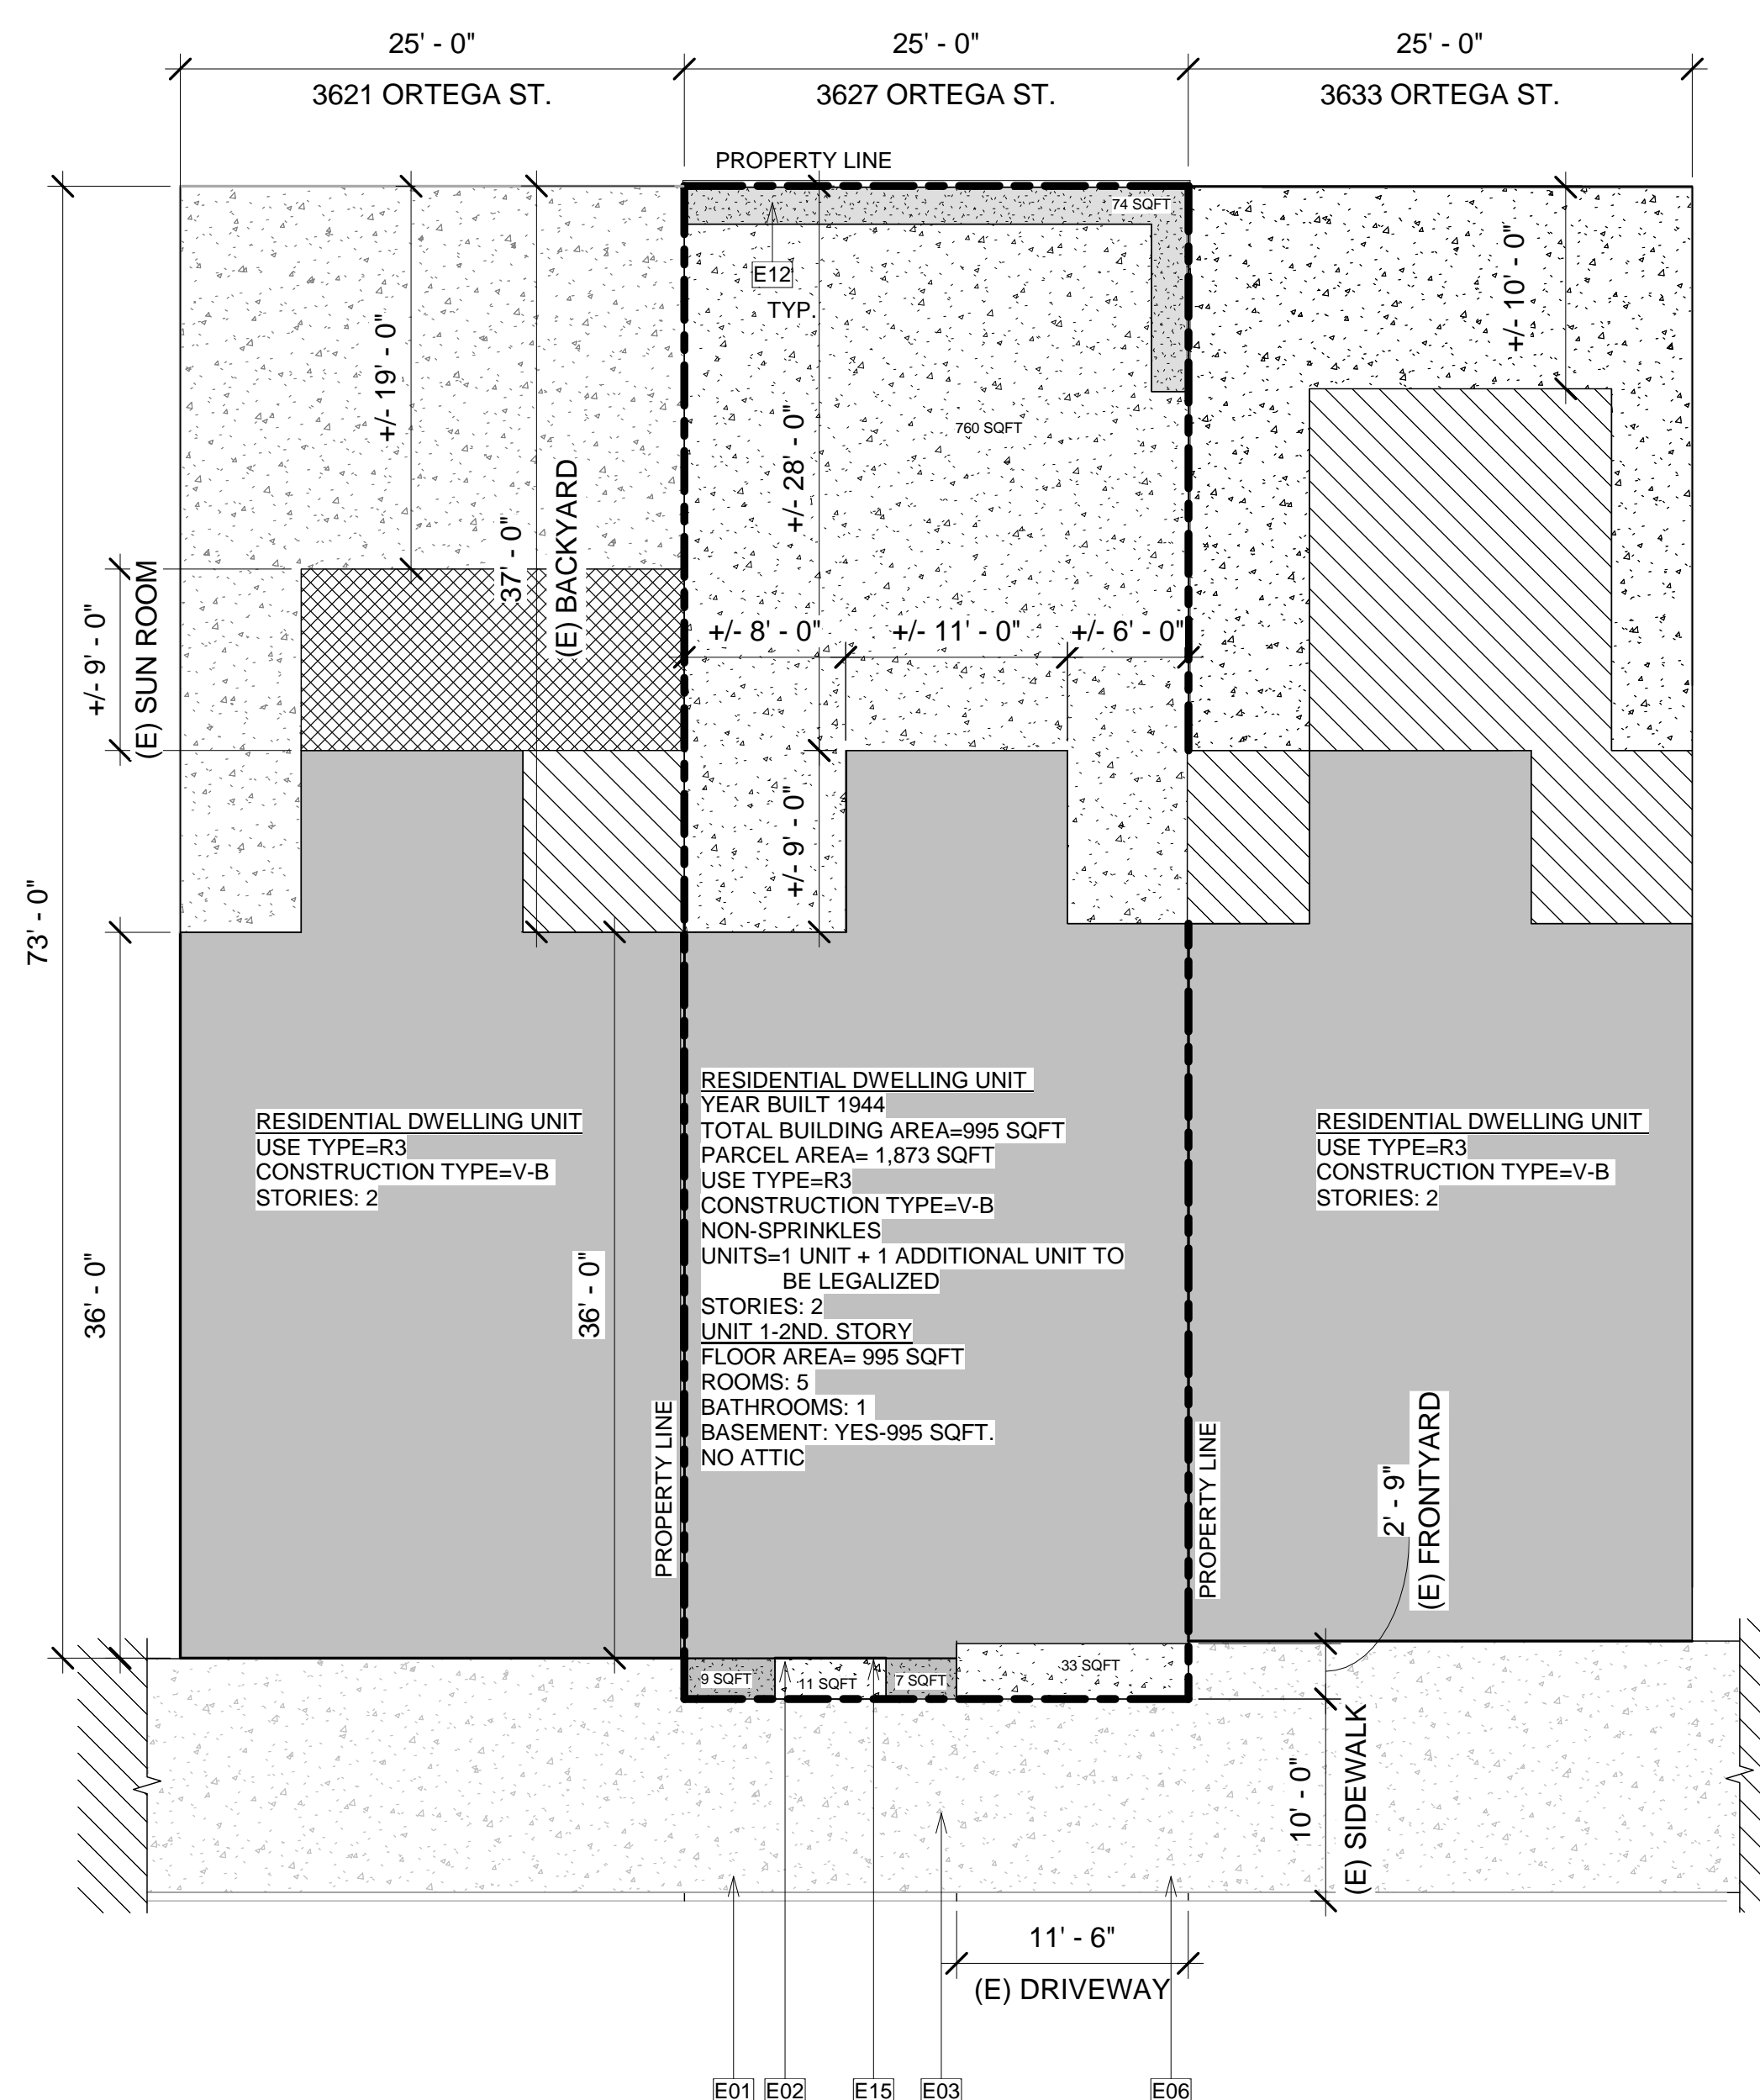 25' - 0"
25' - 0"
25' - 0"
3621 ORTEGA ST.
3627 ORTEGA ST.
3633 ORTEGA ST.
PROPERTY LINE
74 SQFT
E12
TYP.
+/- 19' - 0"
+/- 28' - 0"
+/- 10' - 0"
760 SQFT
37' - 0"
(E) BACKYARD
+/- 9' - 0"
(E) SUN ROOM
+/- 8' - 0"
+/- 11' - 0"
+/- 6' - 0"
+/- 9' - 0"
73' - 0"
RESIDENTIAL DWELLING UNIT
USE TYPE=R3
CONSTRUCTION TYPE=V-B
STORIES: 2
RESIDENTIAL DWELLING UNIT
YEAR BUILT 1944
TOTAL BUILDING AREA=995 SQFT
PARCEL AREA= 1,873 SQFT
USE TYPE=R3
CONSTRUCTION TYPE=V-B
NON-SPRINKLES
UNITS=1 UNIT + 1 ADDITIONAL UNIT TO
BE LEGALIZED
STORIES: 2
UNIT 1-2ND. STORY
FLOOR AREA= 995 SQFT
ROOMS: 5
BATHROOMS: 1
BASEMENT: YES-995 SQFT.
NO ATTIC
RESIDENTIAL DWELLING UNIT
USE TYPE=R3
CONSTRUCTION TYPE=V-B
STORIES: 2
36' - 0"
36' - 0"
PROPERTY LINE
PROPERTY LINE
2' - 9"
(E) FRONTYARD
9 SQFT
11 SQFT
7 SQFT
33 SQFT
10' - 0"
(E) SIDEWALK
11' - 6"
(E) DRIVEWAY
E01
E02
E15
E03
E06